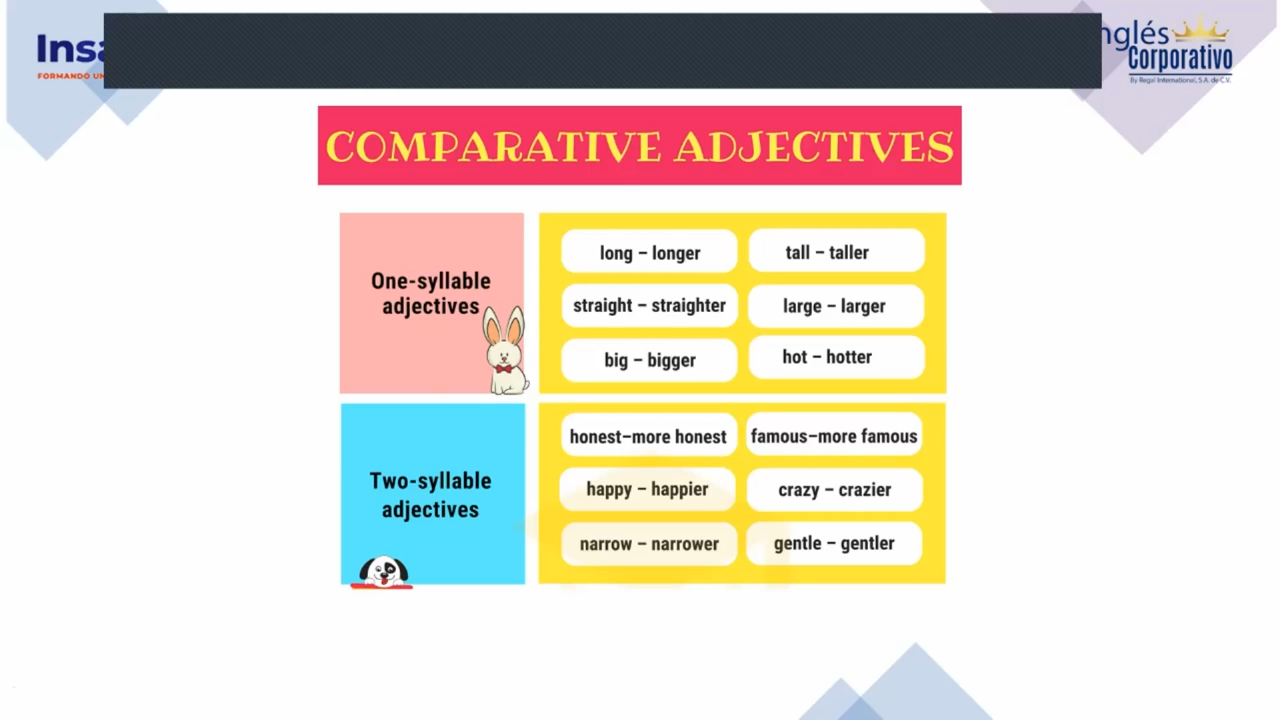 FORMANDO UN
Corporativo
By Regal International, S.A. de C.V.
COMPARATIVE ADJECTIVES
One-syllable
adjectives
long – longer
tall – taller
straight – straighter
large – larger
big – bigger
hot – hotter
Two-syllable
adjectives
honest–more honest
famous–more famous
happy – happier
crazy – crazier
narrow – narrower
gentle – gentler